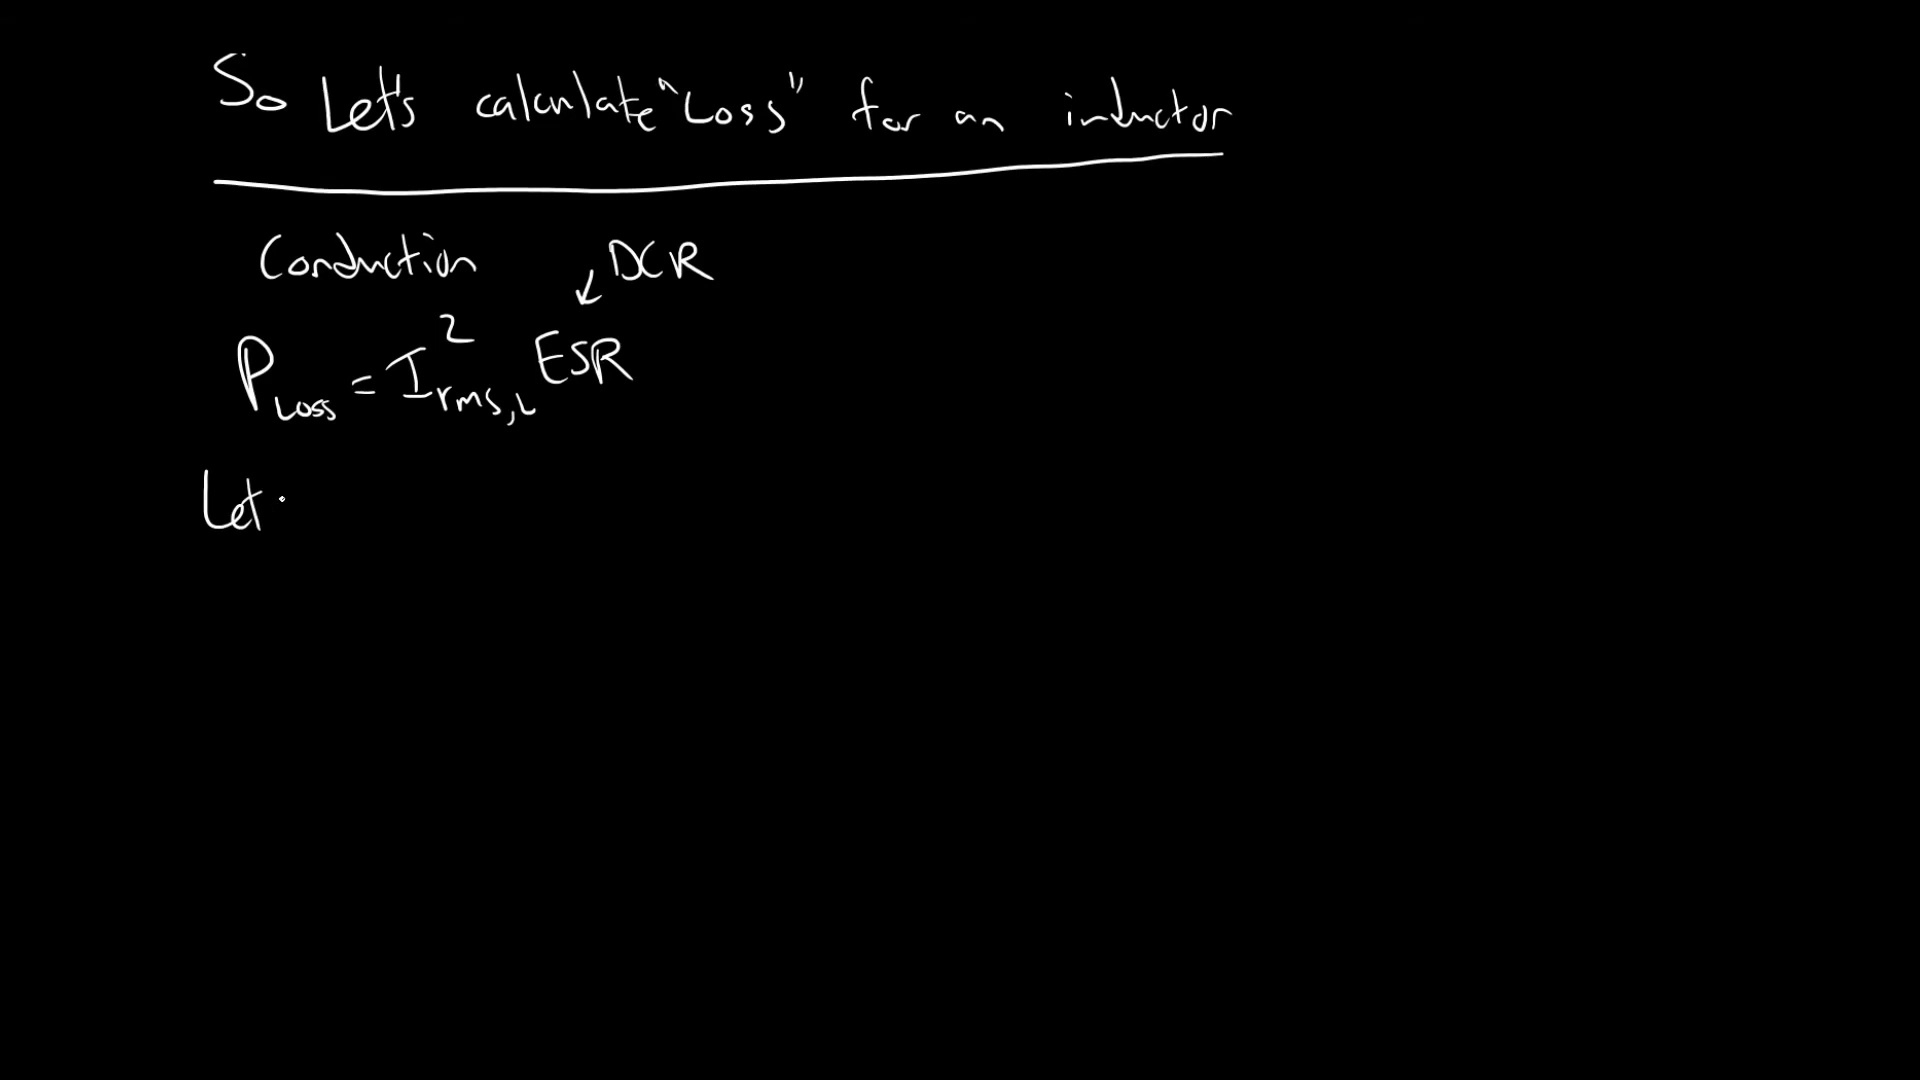 So Let's calculate "Loss" for an inductor
Conduction
DCR
P_Loss = I²_rms,L ESR
Let